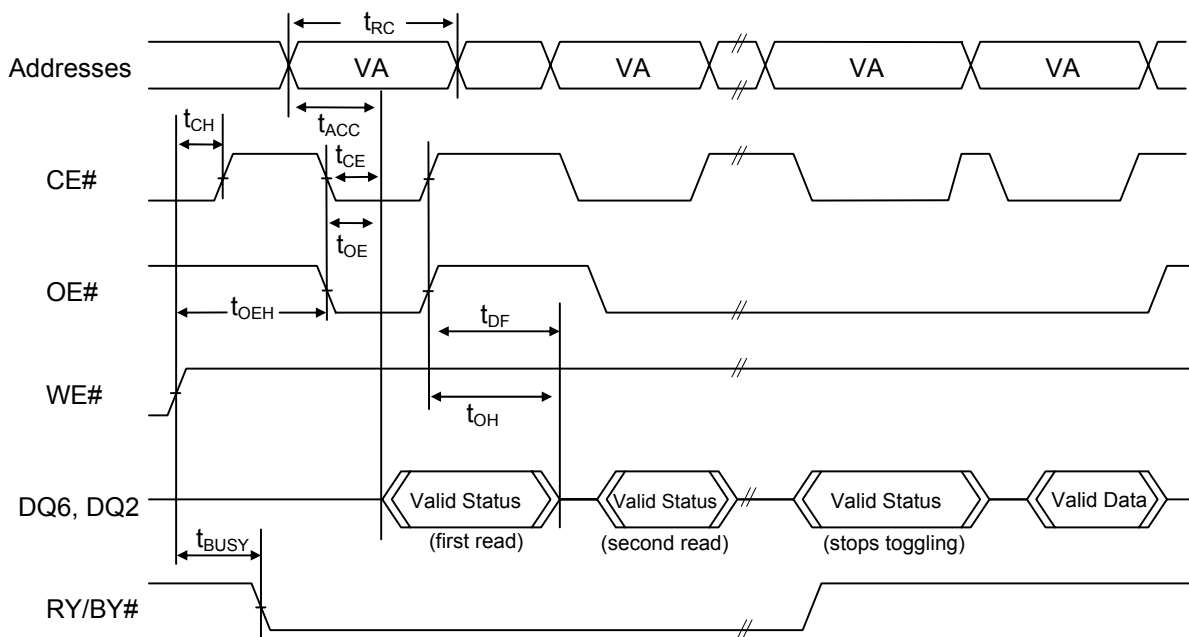 tRC
Addresses VA VA VA VA
tCH
tACC
tCE
CE#
tOE
OE#
tOEH
tDF
WE#
tOH
DQ6, DQ2 Valid Status Valid Status Valid Status Valid Data
(first read) (second read) (stops toggling)
tBUSY
RY/BY#